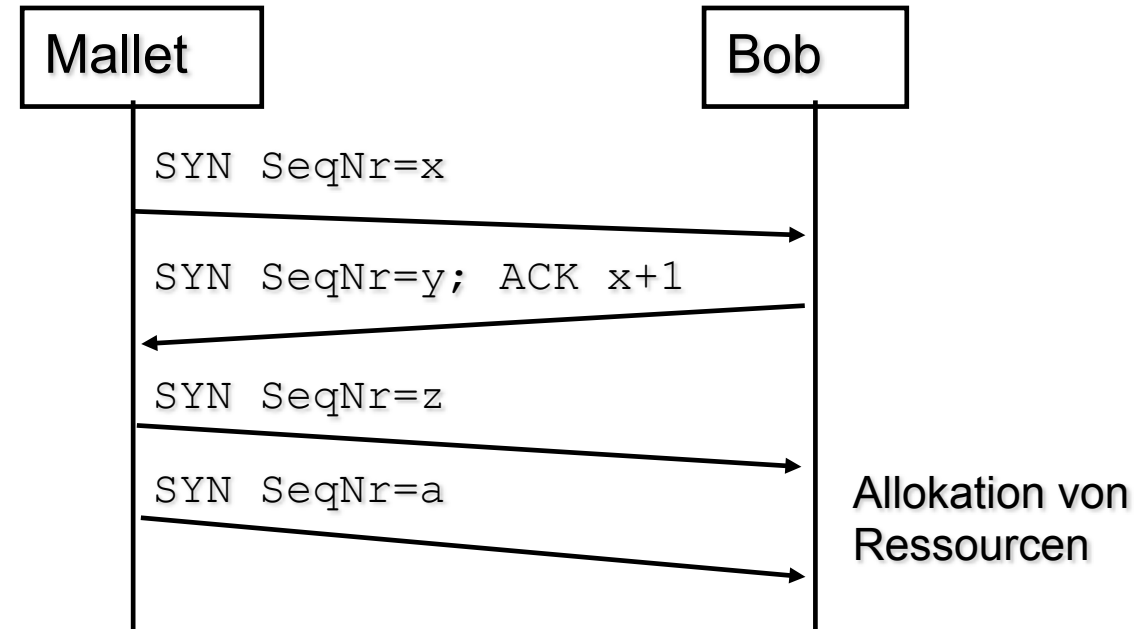 Mallet
Bob
SYN SeqNr=x
SYN SeqNr=y; ACK x+1
SYN SeqNr=z
SYN SeqNr=a
Allokation von
Ressourcen